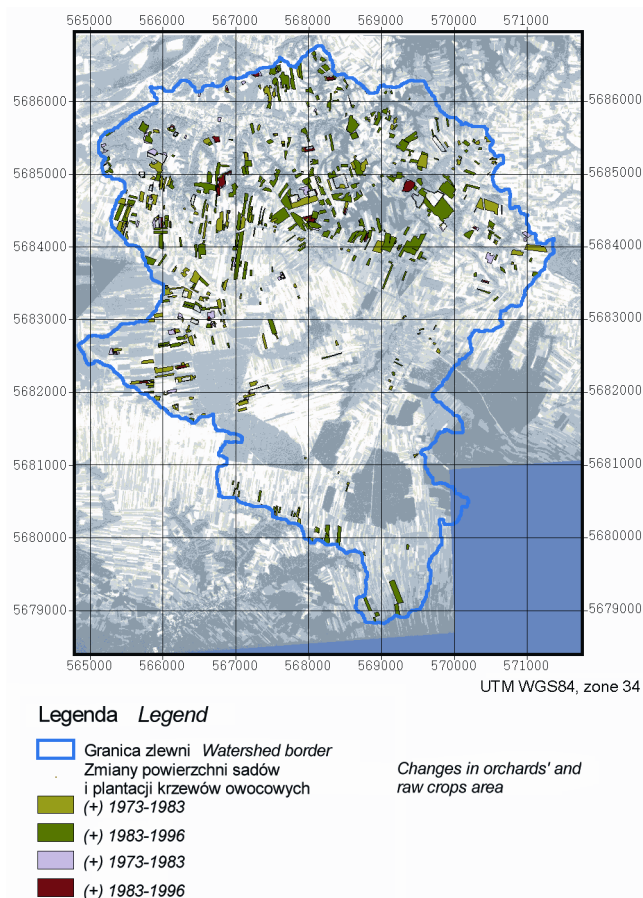 565000 566000 567000 568000 569000 570000 571000
5686000 5686000
5685000 5685000
5684000 5684000
5683000 5683000
5682000 5682000
5681000 5681000
5680000 5680000
5679000 5679000
565000 566000 567000 568000 569000 570000 571000
UTM WGS84, zone 34
Legenda Legend
Granica zlewni Watershed border
Zmiany powierzchni sadów
i plantacji krzewów owocowych
Changes in orchards' and
raw crops area
(+) 1973-1983
(+) 1983-1996
(+) 1973-1983
(+) 1983-1996